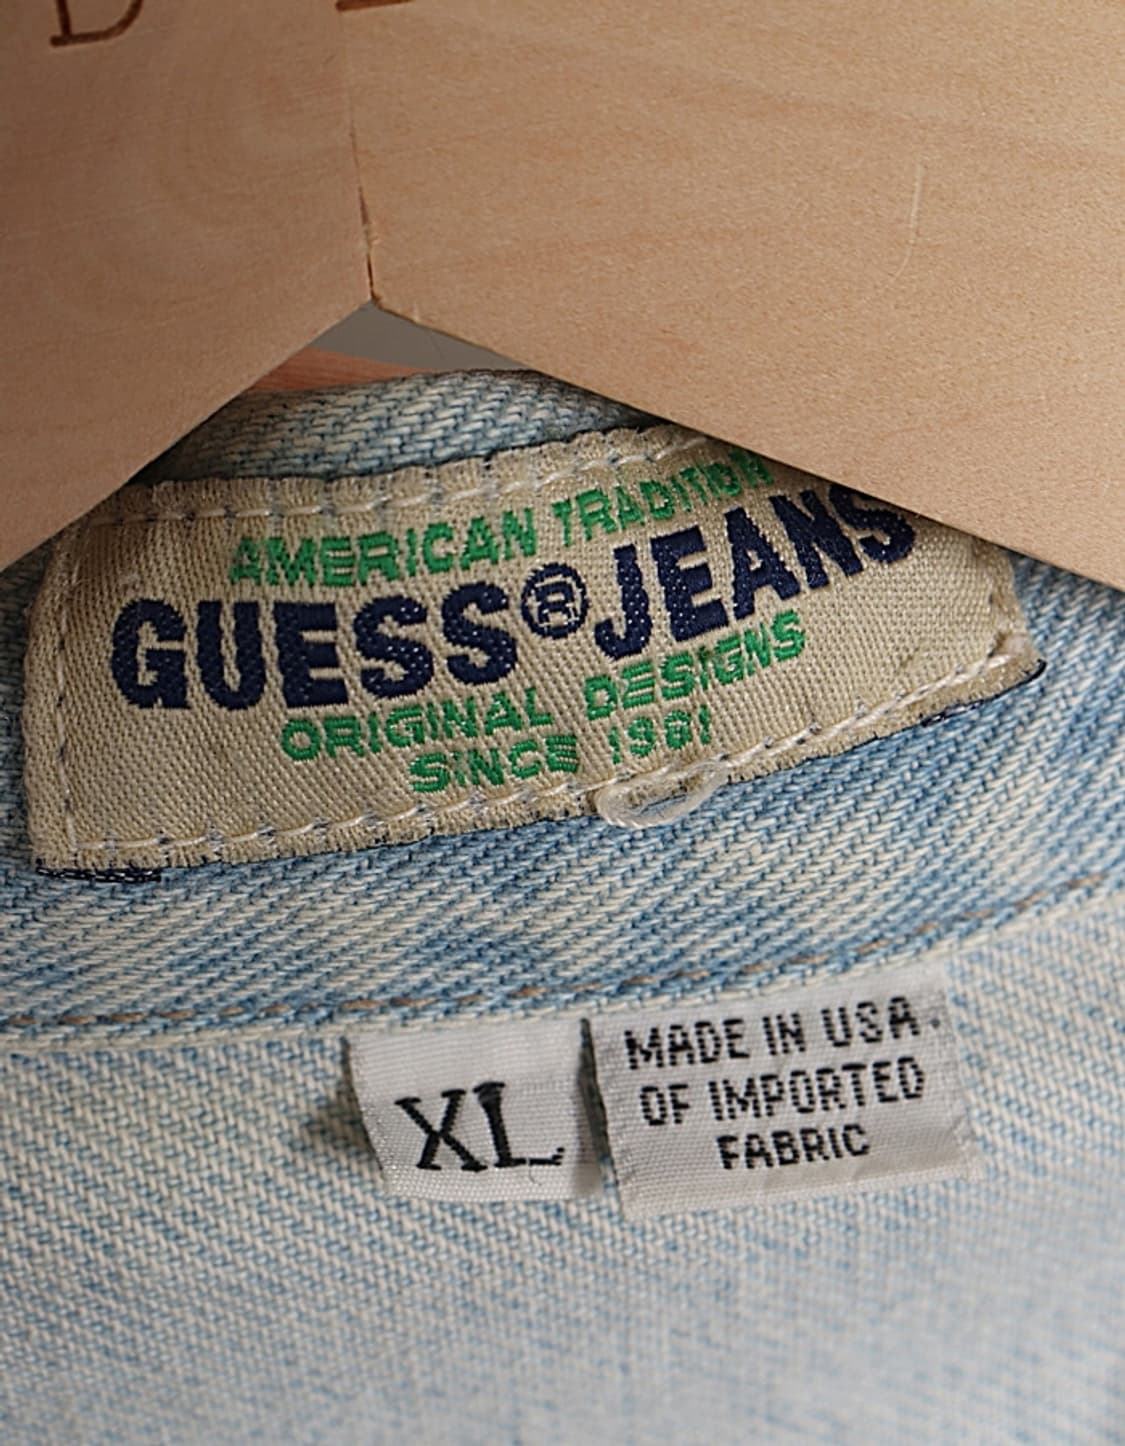 AMERICAN TRADITION
GUESS®JEANS
ORIGINAL DESIGNS
SINCE 1981
XL
MADE IN USA
OF IMPORTED
FABRIC